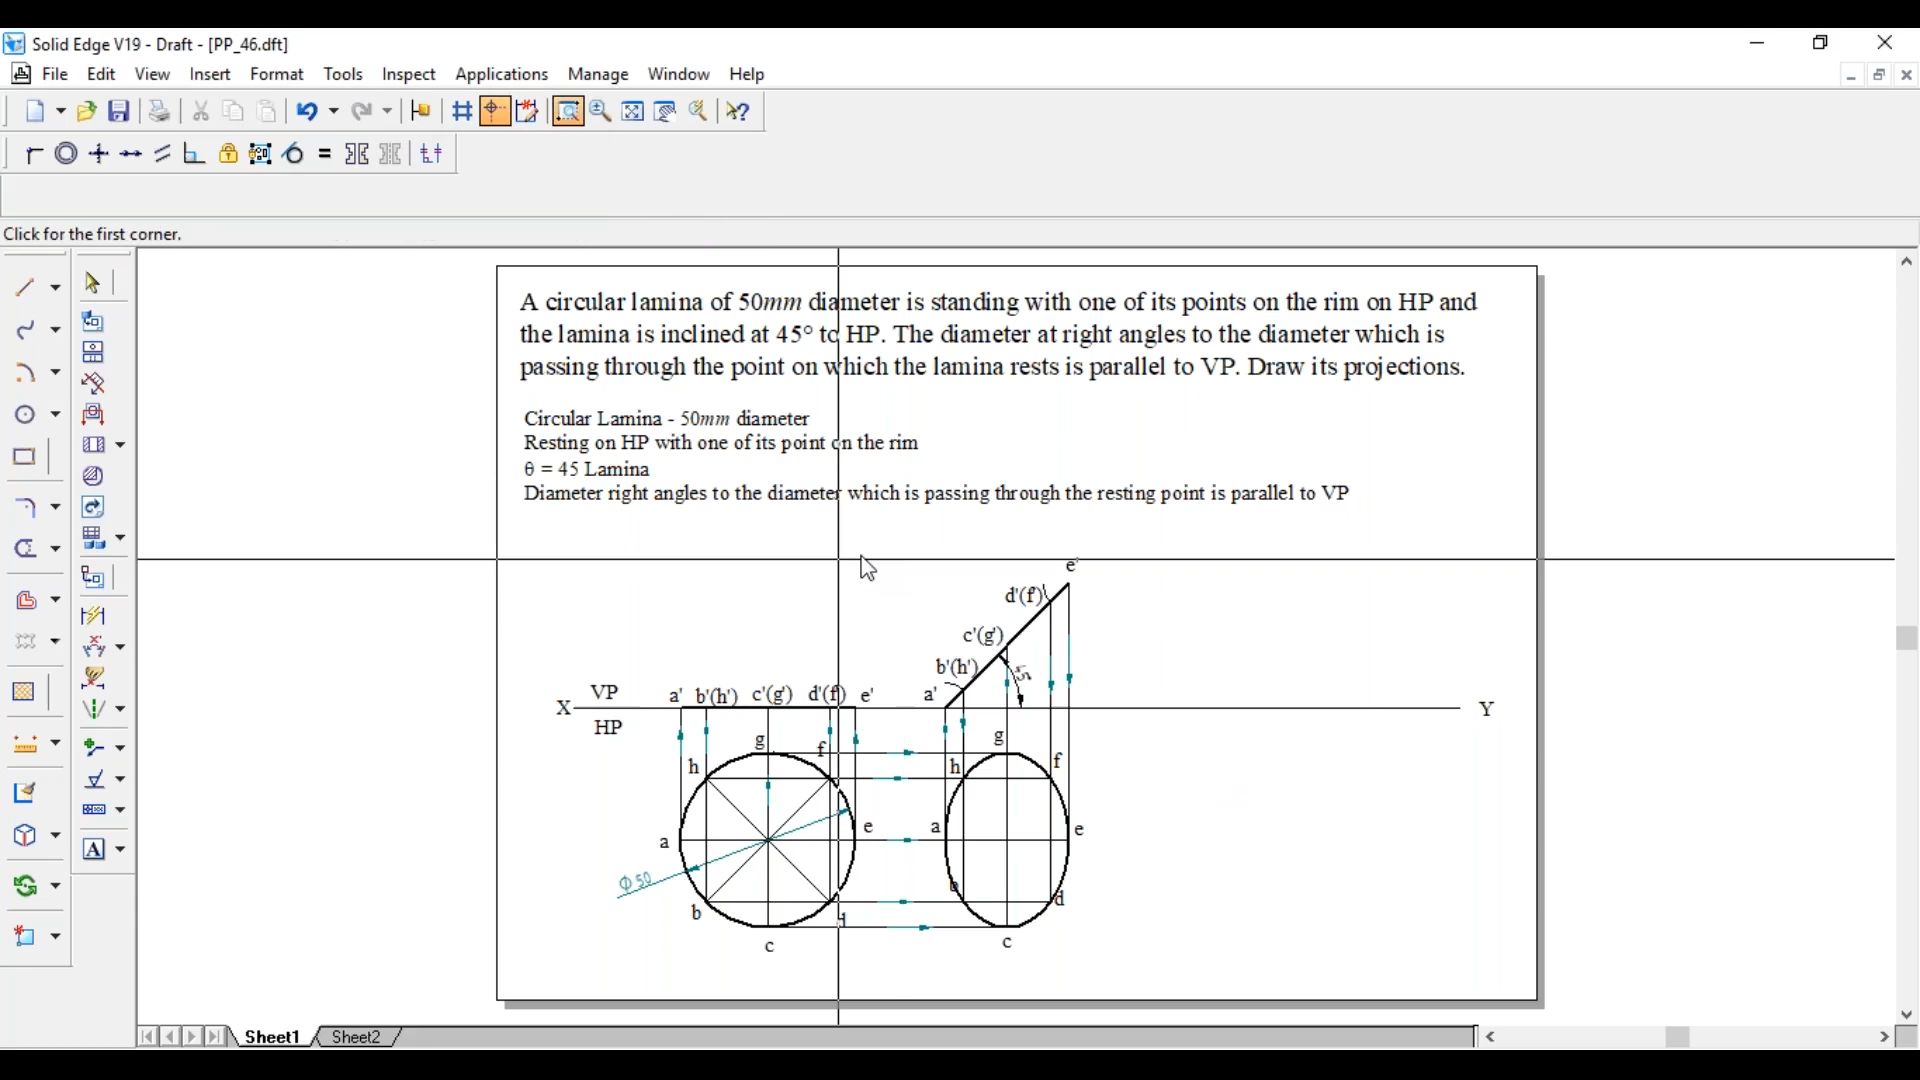 Solid Edge V19 - Draft - [PP_46.dft]
File Edit View Insert Format Tools Inspect Applications Manage Window Help
Click for the first corner.
A circular lamina of 50mm diameter is standing with one of its points on the rim on HP and
the lamina is inclined at 45° to HP. The diameter at right angles to the diameter which is
passing through the point on which the lamina rests is parallel to VP. Draw its projections.
Circular Lamina - 50mm diameter
Resting on HP with one of its point on the rim
θ = 45 Lamina
Diameter right angles to the diameter which is passing through the resting point is parallel to VP
e'
d'(f')
c'(g')
b'(h')
45
VP a' b'(h') c'(g') d'(f) e' a'
X Y
HP
g f g
h h f
a e a e
Φ 50
b d b d
c c
A
Sheet1 Sheet2